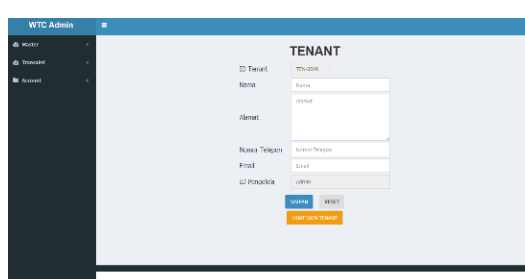 WTC Admin
Master
Transaksi
Account
TENANT
ID Tenant
Nama
Nama
Alamat
Alamat
Nomor Telepon
Nomor Telepon
Email
Email
ID Pengelola
admin
SIMPAN
RESET
LIHAT DATA TENANT